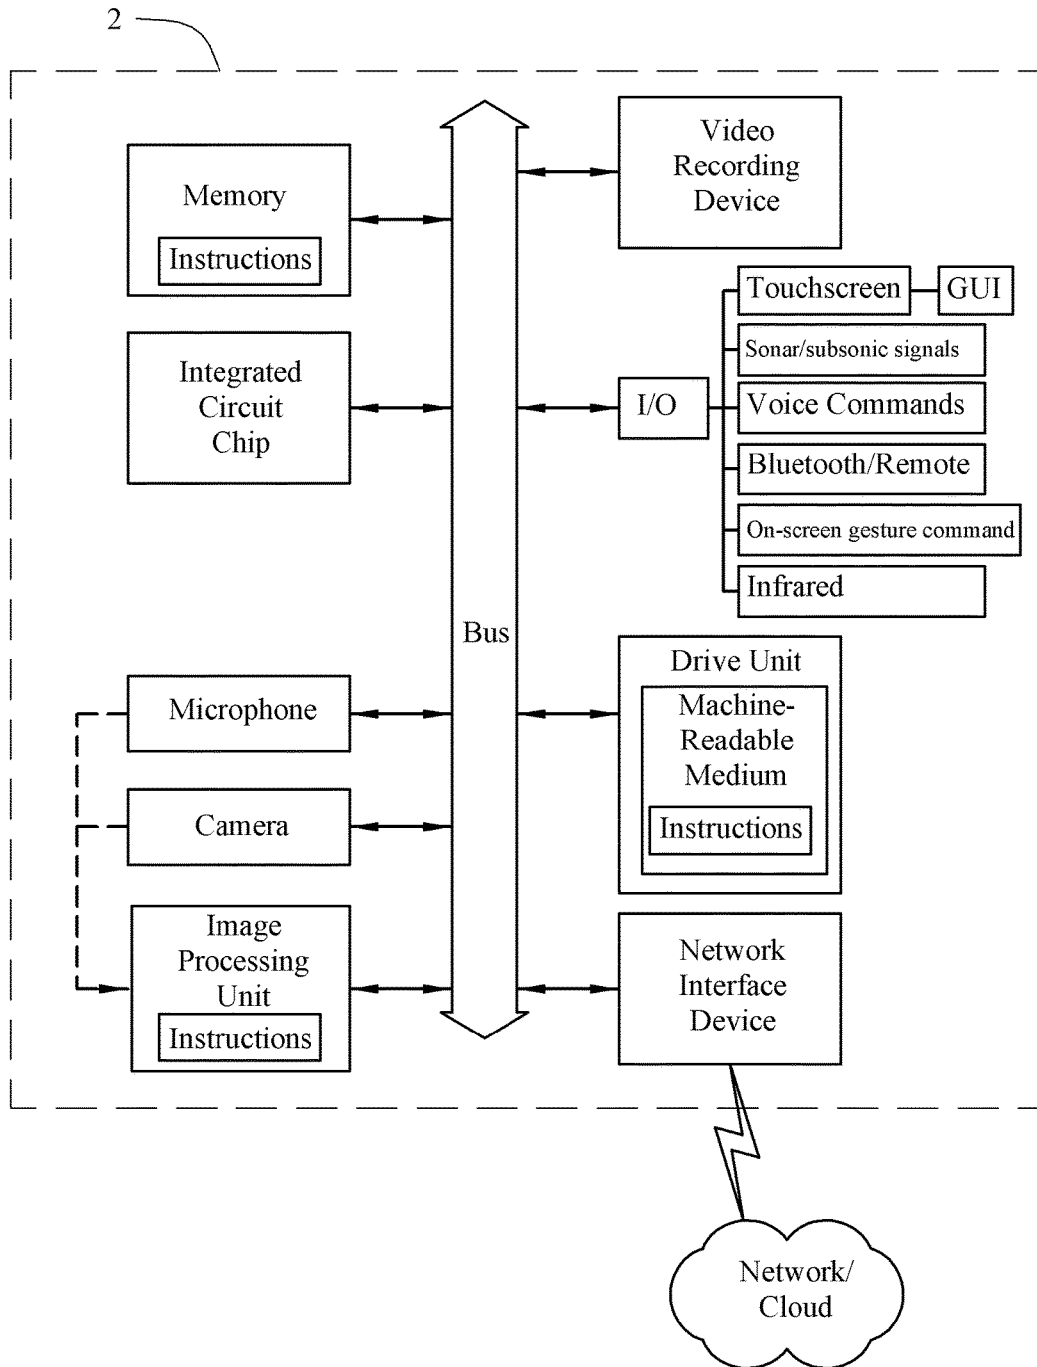 2
Memory
Instructions
Integrated
Circuit
Chip
Microphone
Camera
Image
Processing
Unit
Instructions
Bus
Video
Recording
Device
I/O
Touchscreen
GUI
Sonar/subsonic signals
Voice Commands
Bluetooth/Remote
On-screen gesture command
Infrared
Drive Unit
Machine-
Readable
Medium
Instructions
Network
Interface
Device
Network/
Cloud